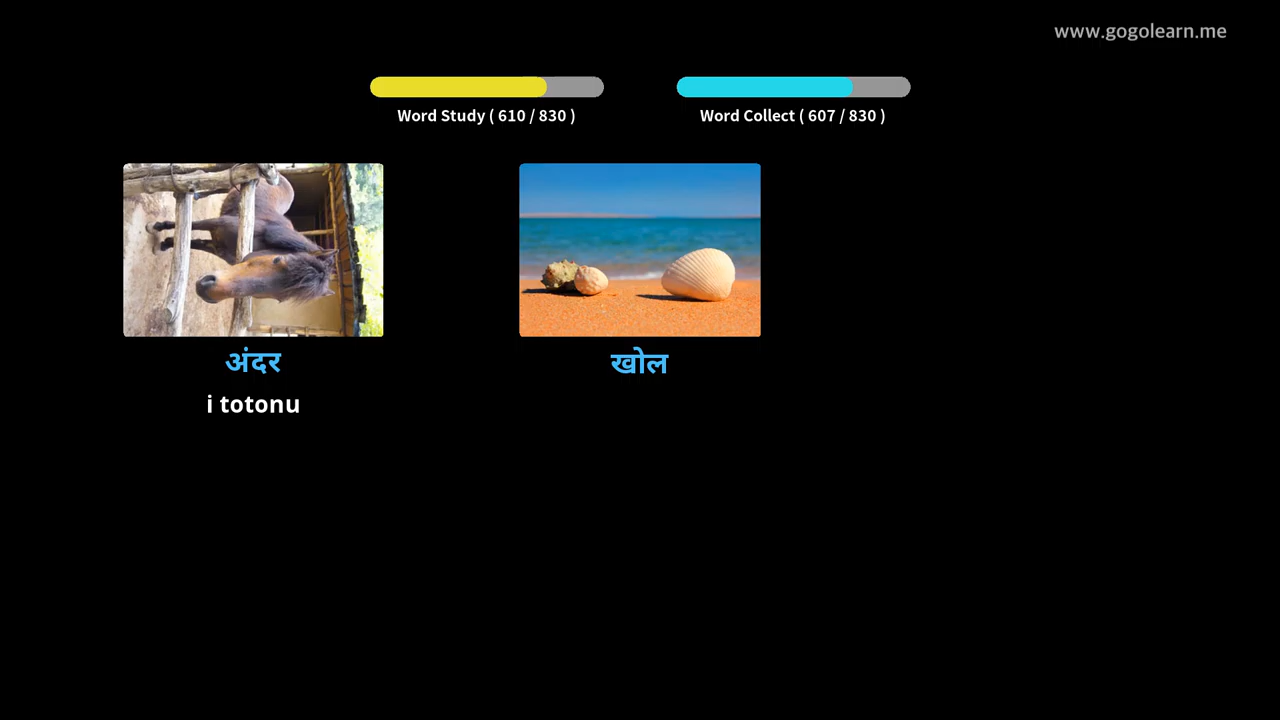 www.gogolearn.me
Word Study ( 610 / 830 )
Word Collect ( 607 / 830 )
अंदर
खोल
i totonu